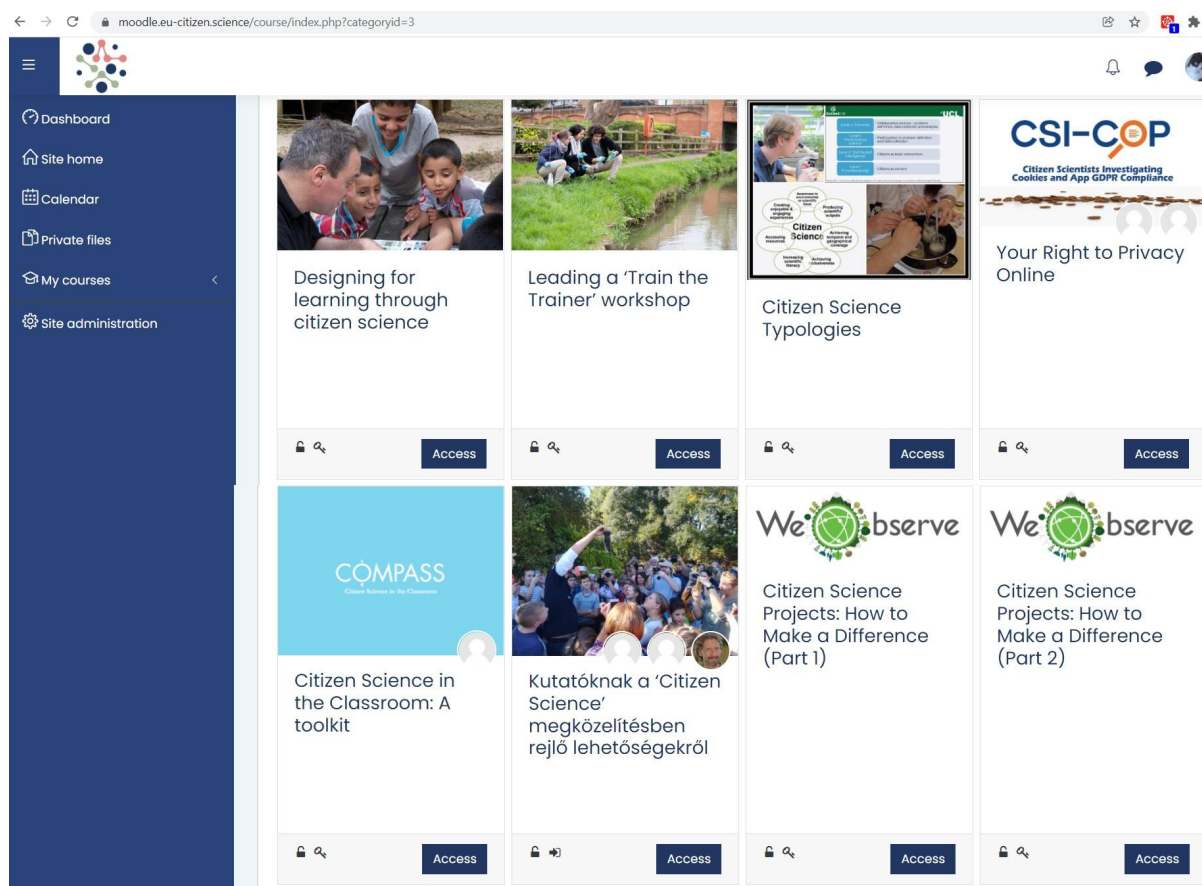 moodle.eu-citizen.science/course/index.php?categoryid=3
1
Dashboard
Site home
Calendar
Private files
My courses
Site administration
UCL
Citizen
Science
CSI-COP
Citizen Scientists Investigating
Cookies and App GDPR Compliance
Designing for
learning through
citizen science
Leading a ‘Train the
Trainer’ workshop
Citizen Science
Typologies
Your Right to Privacy
Online
Access
Access
Access
Access
COMPASS
Citizen Science in the Classroom
WeObserve
WeObserve
Citizen Science in
the Classroom: A
toolkit
Kutatóknak a ‘Citizen
Science’
megközelítésben
rejlő lehetőségekről
Citizen Science
Projects: How to
Make a Difference
(Part 1)
Citizen Science
Projects: How to
Make a Difference
(Part 2)
Access
Access
Access
Access